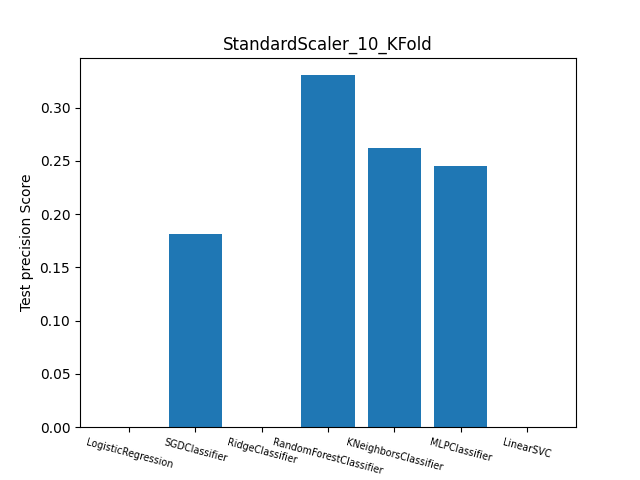 StandardScaler_10_KFold
Test precision Score
0.30
0.25
0.20
0.15
0.10
0.05
0.00
LogisticRegression
SGDClassifier
RidgeClassifier
RandomForestClassifier
KNeighborsClassifier
MLPClassifier
LinearSVC